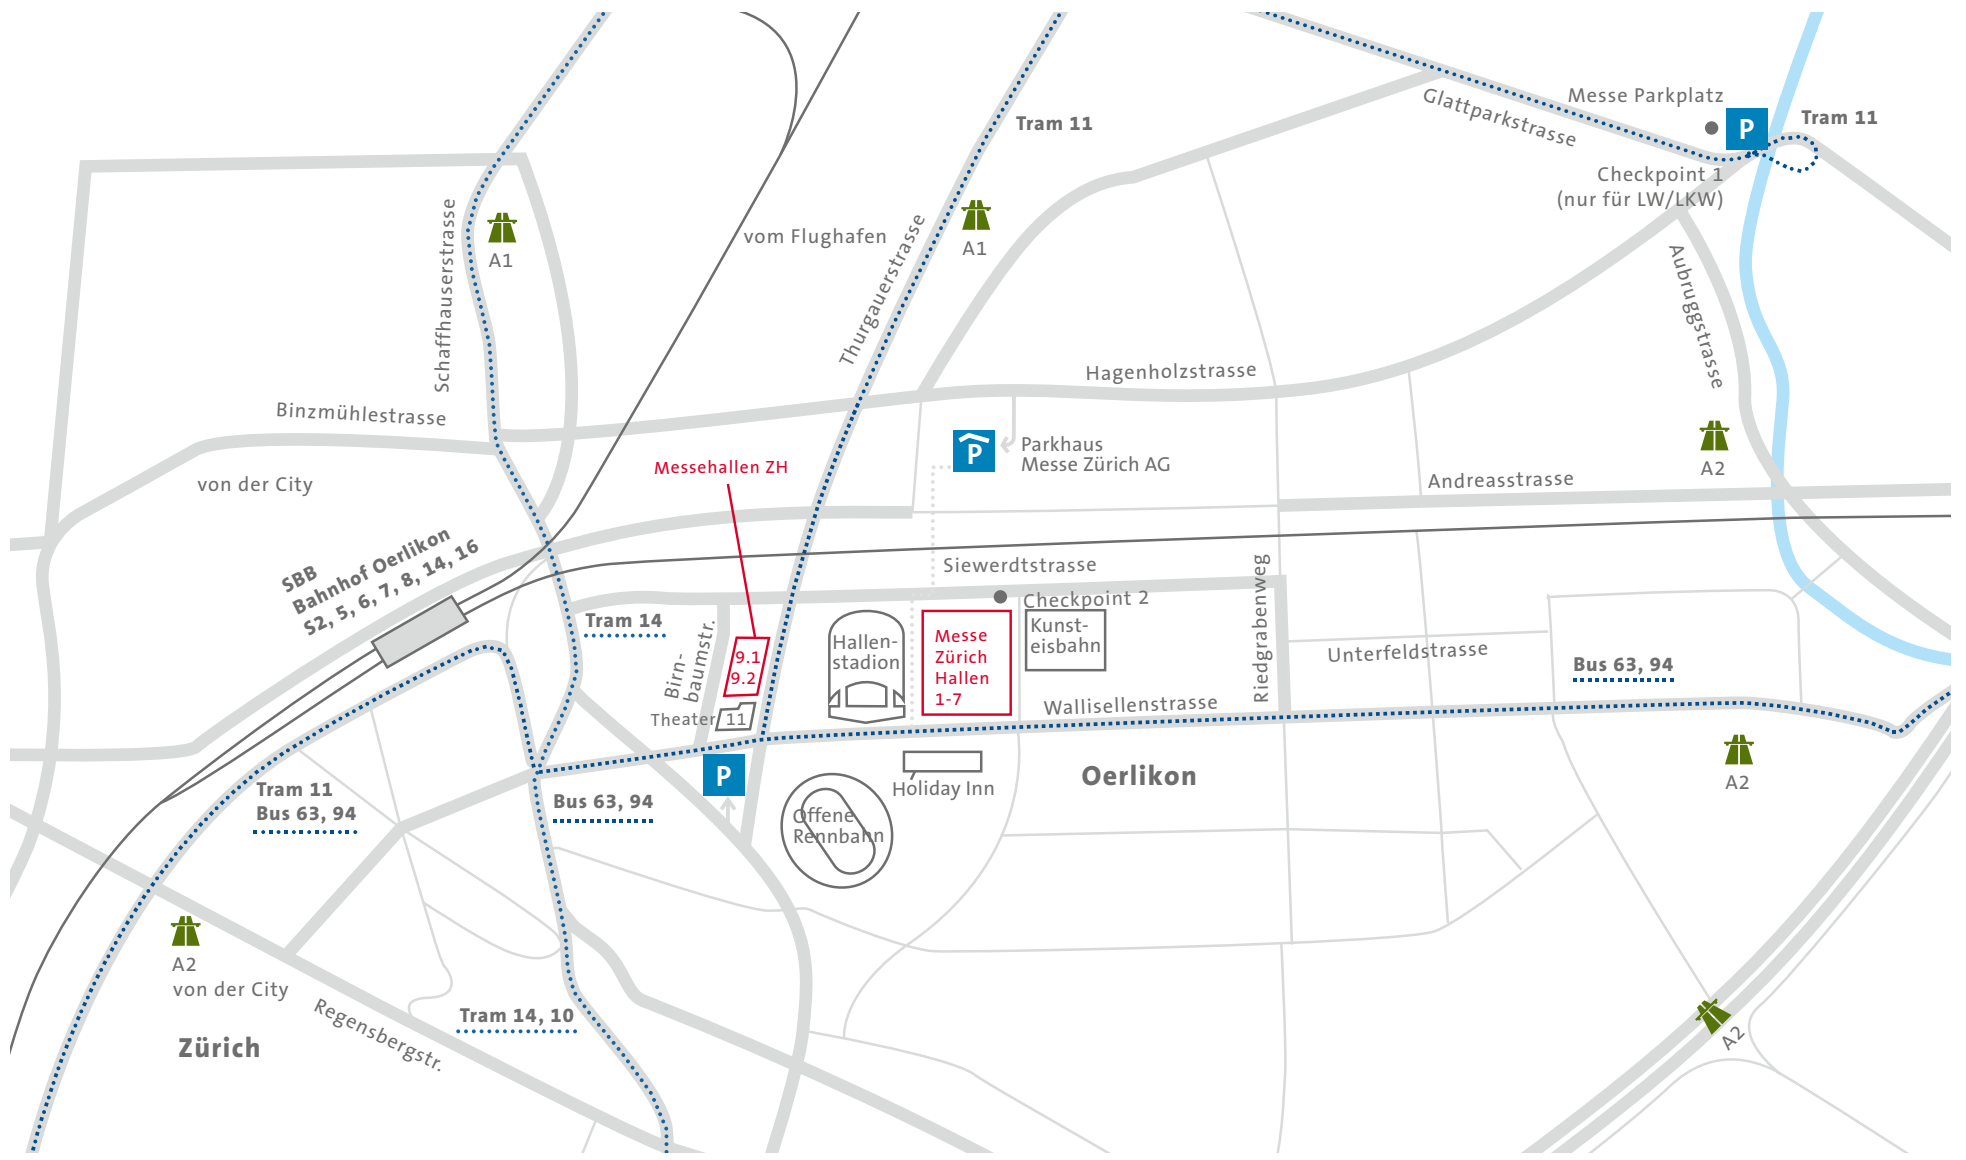 Messe Parkplatz
P
Tram 11
Tram 11
Glattparkstrasse
Checkpoint 1
(nur für LW/LKW)
Schaffhauserstrasse
A1
vom Flughafen
Thurgauerstrasse
A1
Aubruggstrasse
Hagenholzstrasse
Binzmühlestrasse
von der City
Messehallen ZH
P
Parkhaus
Messe Zürich AG
A2
Andreasstrasse
SBB
Bahnhof Oerlikon
S2, 5, 6, 7, 8, 14, 16
Siewerdtstrasse
Checkpoint 2
Riedgrabenweg
Tram 14
Birn-
baumstr.
9.1
9.2
Hallen-
stadion
Messe
Zürich
Hallen
1-7
Kunst-
eisbahn
Unterfeldstrasse
Bus 63, 94
Theater
11
Wallisellenstrasse
P
Holiday Inn
Oerlikon
A2
Tram 11
Bus 63, 94
Bus 63, 94
Offene
Rennbahn
A2
von der City
Zürich
Regensbergstr.
Tram 14, 10
A2